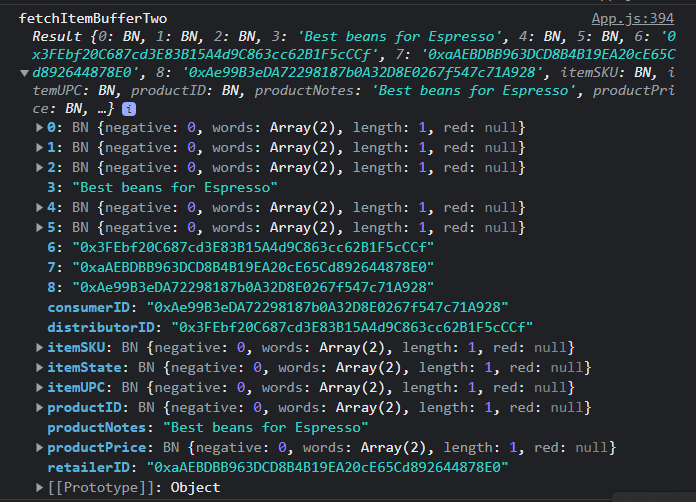 fetchItemBufferTwo App.js:394
Result {0: BN, 1: BN, 2: BN, 3: 'Best beans for Espresso', 4: BN, 5: BN, 6: '0
x3FEbf20C687cd3E83B15A4d9C863cc62B1F5cCCf', 7: '0xaAEBDBB963DCD8B4B19EA20cE65C
d892644878E0', 8: '0xAe99B3eDA72298187b0A32D8E0267f547c71A928', itemSKU: BN, i
temUPC: BN, productID: BN, productNotes: 'Best beans for Espresso', productPri
ce: BN, …} i
0: BN {negative: 0, words: Array(2), length: 1, red: null}
1: BN {negative: 0, words: Array(2), length: 1, red: null}
2: BN {negative: 0, words: Array(2), length: 1, red: null}
3: "Best beans for Espresso"
4: BN {negative: 0, words: Array(2), length: 1, red: null}
5: BN {negative: 0, words: Array(2), length: 1, red: null}
6: "0x3FEbf20C687cd3E83B15A4d9C863cc62B1F5cCCf"
7: "0xaAEBDBB963DCD8B4B19EA20cE65Cd892644878E0"
8: "0xAe99B3eDA72298187b0A32D8E0267f547c71A928"
consumerID: "0xAe99B3eDA72298187b0A32D8E0267f547c71A928"
distributorID: "0x3FEbf20C687cd3E83B15A4d9C863cc62B1F5cCCf"
itemSKU: BN {negative: 0, words: Array(2), length: 1, red: null}
itemState: BN {negative: 0, words: Array(2), length: 1, red: null}
itemUPC: BN {negative: 0, words: Array(2), length: 1, red: null}
productID: BN {negative: 0, words: Array(2), length: 1, red: null}
productNotes: "Best beans for Espresso"
productPrice: BN {negative: 0, words: Array(2), length: 1, red: null}
retailerID: "0xaAEBDBB963DCD8B4B19EA20cE65Cd892644878E0"
[[Prototype]]: Object